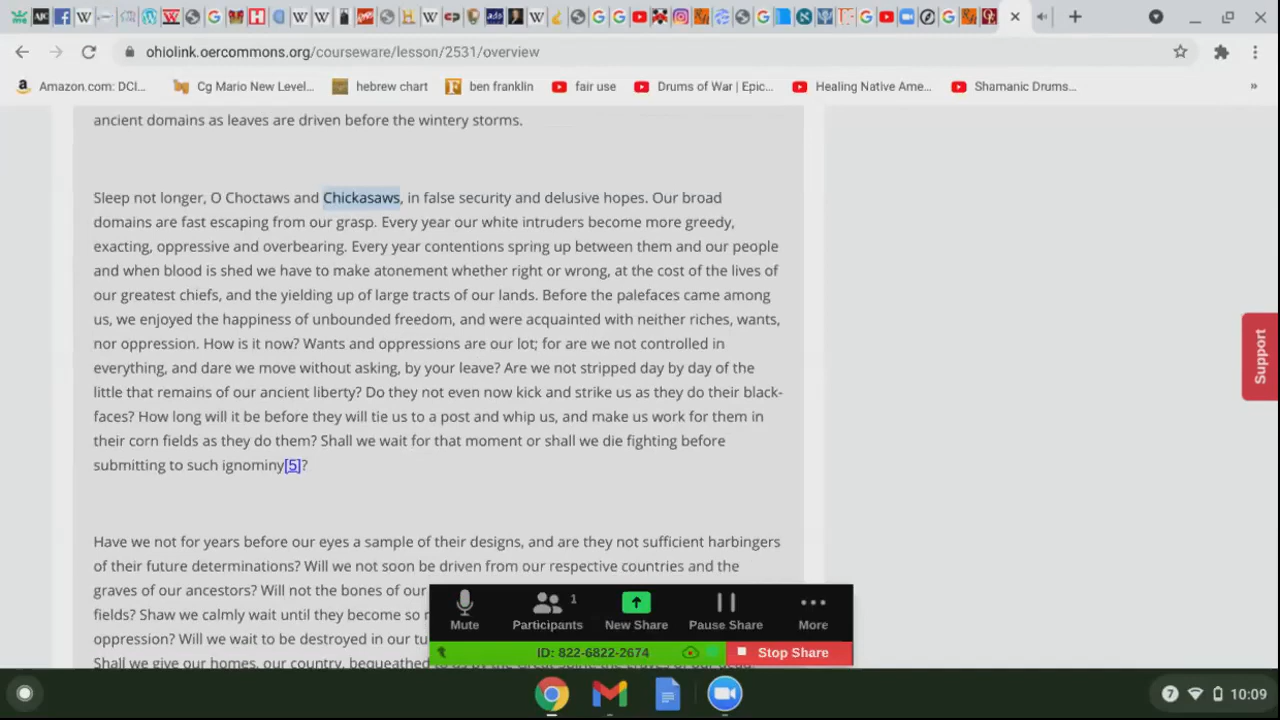 ohiolink.oercommons.org/courseware/lesson/2531/overview
Amazon.com: DCI... Cg Mario New Level... hebrew chart ben franklin fair use Drums of War | Epic... Healing Native Ame... Shamanic Drums... »
ancient domains as leaves are driven before the wintery storms.
Sleep not longer, O Choctaws and Chickasaws, in false security and delusive hopes. Our broad
domains are fast escaping from our grasp. Every year our white intruders become more greedy,
exacting, oppressive and overbearing. Every year contentions spring up between them and our people
and when blood is shed we have to make atonement whether right or wrong, at the cost of the lives of
our greatest chiefs, and the yielding up of large tracts of our lands. Before the palefaces came among
us, we enjoyed the happiness of unbounded freedom, and were acquainted with neither riches, wants,
nor oppression. How is it now? Wants and oppressions are our lot; for are we not controlled in
everything, and dare we move without asking, by your leave? Are we not stripped day by day of the
little that remains of our ancient liberty? Do they not even now kick and strike us as they do their black-
faces? How long will it be before they will tie us to a post and whip us, and make us work for them in
their corn fields as they do them? Shall we wait for that moment or shall we die fighting before
submitting to such ignominy[5]?
Support
Have we not for years before our eyes a sample of their designs, and are they not sufficient harbingers
of their future determinations? Will we not soon be driven from our respective countries and the
graves of our ancestors? Will not the bones of our
fields? Shaw we calmly wait until they become so
oppression? Will we wait to be destroyed in our
Shall we give our homes, our country, bequeathed
1
Mute Participants New Share Pause Share More
ID: 822-6822-2674 Stop Share
7 10:09